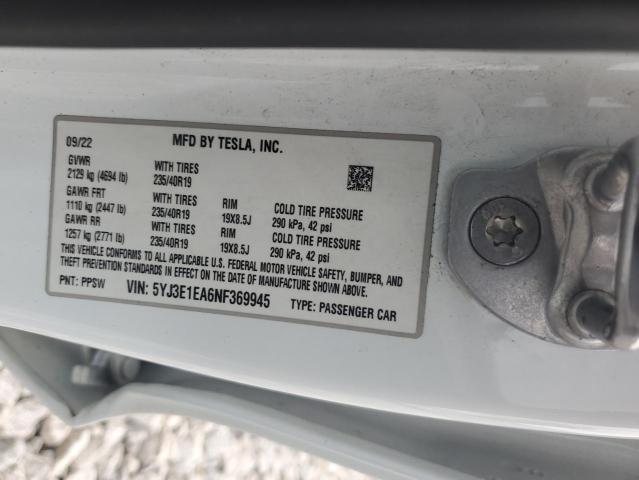 09/22 MFD BY TESLA, INC.
GVWR WITH TIRES
2129 kg (4694 lb) 235/40R19
GAWR FRT WITH TIRES RIM COLD TIRE PRESSURE
1110 kg (2447 lb) 235/40R19 19X8.5J 290 kPa, 42 psi
GAWR RR WITH TIRES RIM COLD TIRE PRESSURE
1257 kg (2771 lb) 235/40R19 19X8.5J 290 kPa, 42 psi
THIS VEHICLE CONFORMS TO ALL APPLICABLE U.S. FEDERAL MOTOR VEHICLE SAFETY, BUMPER, AND
THEFT PREVENTION STANDARDS IN EFFECT ON THE DATE OF MANUFACTURE SHOWN ABOVE.
PNT: PPSW VIN: 5YJ3E1EA6NF369945 TYPE: PASSENGER CAR